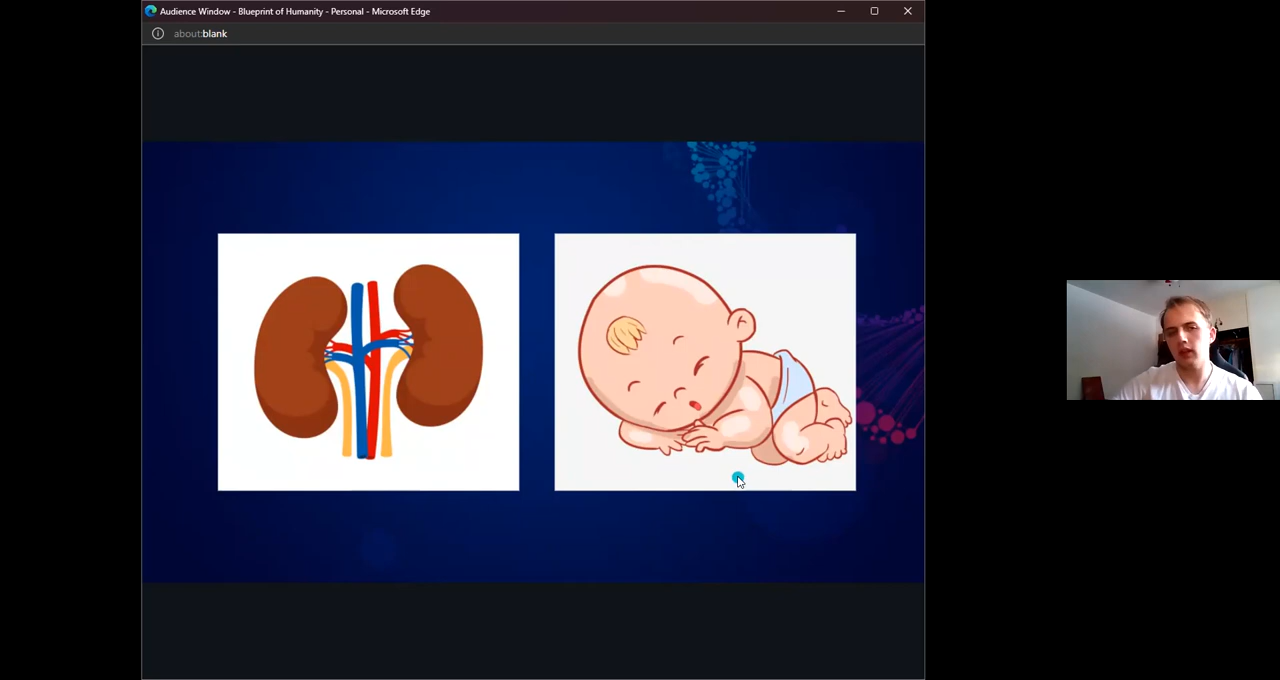 Audience Window - Blueprint of Humanity - Personal - Microsoft Edge
about:blank